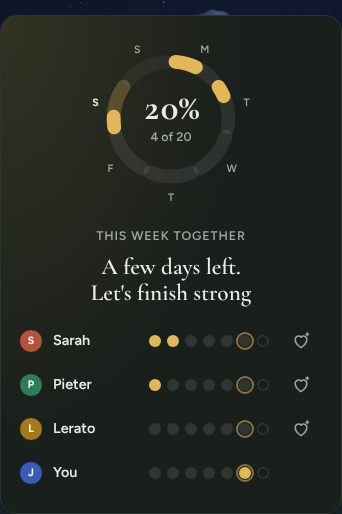 S
M
S
20%
T
4 of 20
F
W
T
THIS WEEK TOGETHER
A few days left.
Let's finish strong
S Sarah
P Pieter
L Lerato
J You